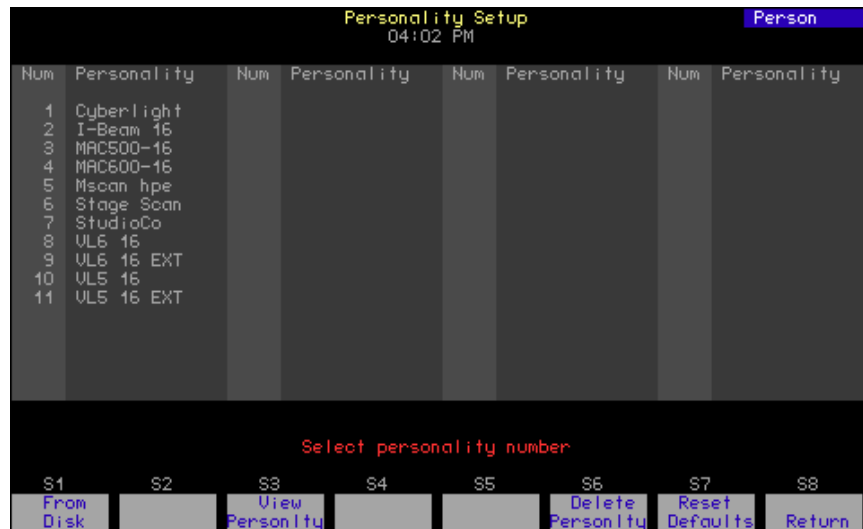 Personality Setup
Person
04:02 PM
Num Personality Num Personality Num Personality Num Personality
1 Cyberlight
2 I-Beam 16
3 MAC500-16
4 MAC600-16
5 Mscan hpe
6 Stage Scan
7 StudioCo
8 VL6 16
9 VL6 16 EXT
10 VL5 16
11 VL5 16 EXT
Select personality number
S1 S2 S3 S4 S5 S6 S7 S8
From View Delete Reset
Disk Personlty Personlty Defaults Return